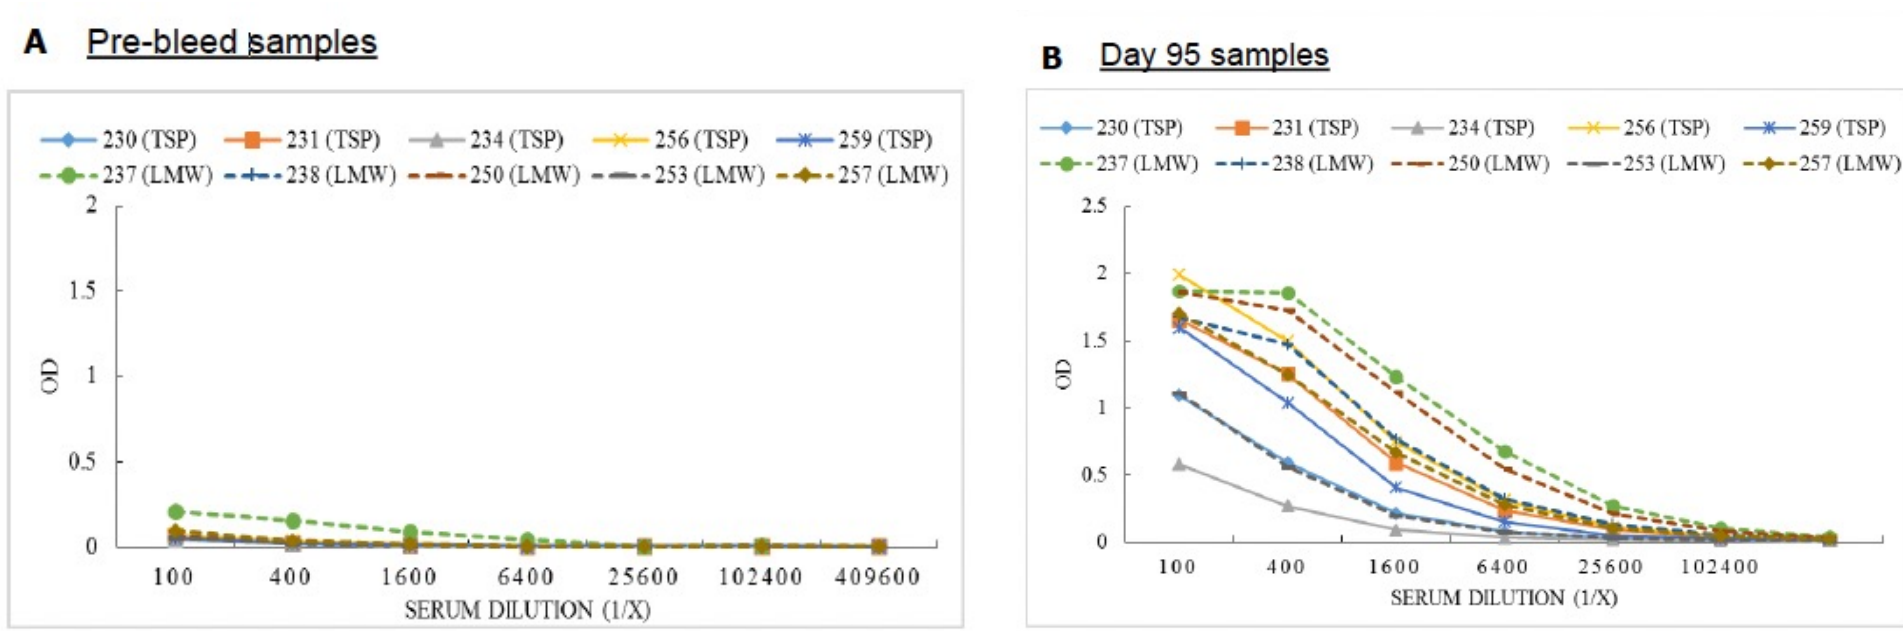 A Pre-bleed samples
230 (TSP) 231 (TSP) 234 (TSP) 256 (TSP) 259 (TSP)
237 (LMW) 238 (LMW) 250 (LMW) 253 (LMW) 257 (LMW)
2
1.5
1
0.5
0
OD
100 400 1600 6400 25600 102400 409600
SERUM DILUTION (1/X)
B Day 95 samples
230 (TSP) 231 (TSP) 234 (TSP) 256 (TSP) 259 (TSP)
237 (LMW) 238 (LMW) 250 (LMW) 253 (LMW) 257 (LMW)
2.5
2
1.5
1
0.5
0
OD
100 400 1600 6400 25600 102400
SERUM DILUTION (1/X)